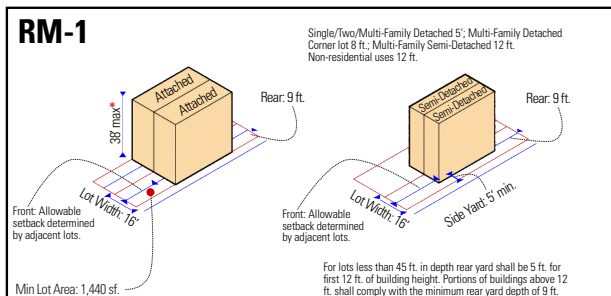 RM-1
Single/Two/Multi-Family Detached 5'; Multi-Family Detached
Corner lot 8 ft.; Multi-Family Semi-Detached 12 ft.
Non-residential uses 12 ft.
Attached
Attached
38' max*
Rear: 9 ft.
Lot Width: 16'
Front: Allowable
setback determined
by adjacent lots.
Min Lot Area: 1,440 sf.
Semi-Detached
Semi-Detached
Rear: 9 ft.
Lot Width: 16'
Side Yard: 5' min.
Front: Allowable
setback determined
by adjacent lots.
For lots less than 45 ft. in depth rear yard shall be 5 ft. for
first 12 ft. of building height. Portions of buildings above 12
ft. shall comply with the minimum rear yard depth of 9 ft.